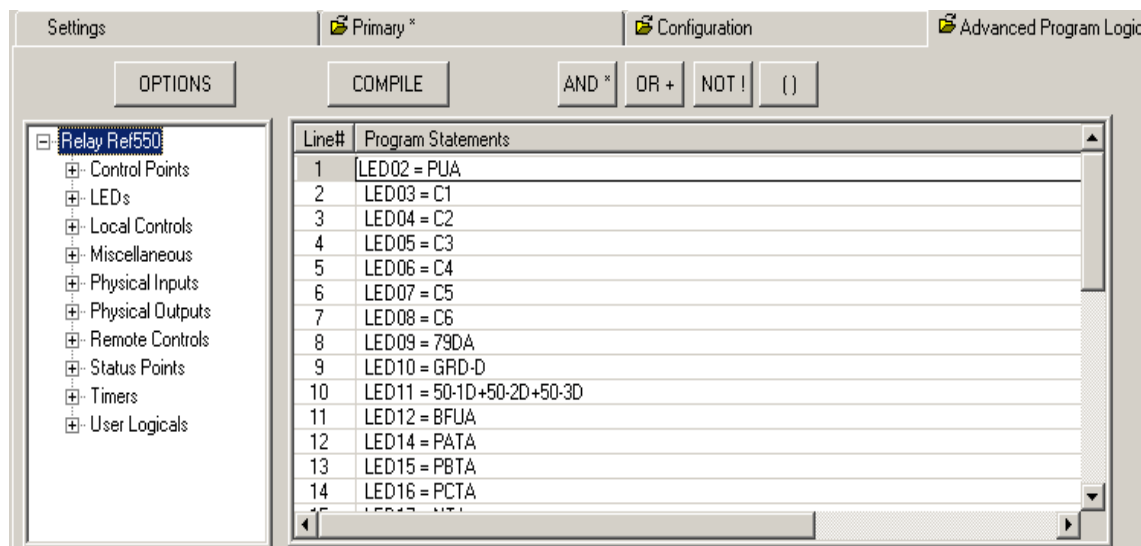 Settings
Primary *
Configuration
Advanced Program Logic
OPTIONS
COMPILE
AND *
OR +
NOT !
( )
Relay Ref550
Control Points
LEDs
Local Controls
Miscellaneous
Physical Inputs
Physical Outputs
Remote Controls
Status Points
Timers
User Logicals
Line# Program Statements
1 LED02 = PUA
2 LED03 = C1
3 LED04 = C2
4 LED05 = C3
5 LED06 = C4
6 LED07 = C5
7 LED08 = C6
8 LED09 = 79DA
9 LED10 = GRD-D
10 LED11 = 50-1D+50-2D+50-3D
11 LED12 = BFUA
12 LED14 = PATA
13 LED15 = PBTA
14 LED16 = PCTA